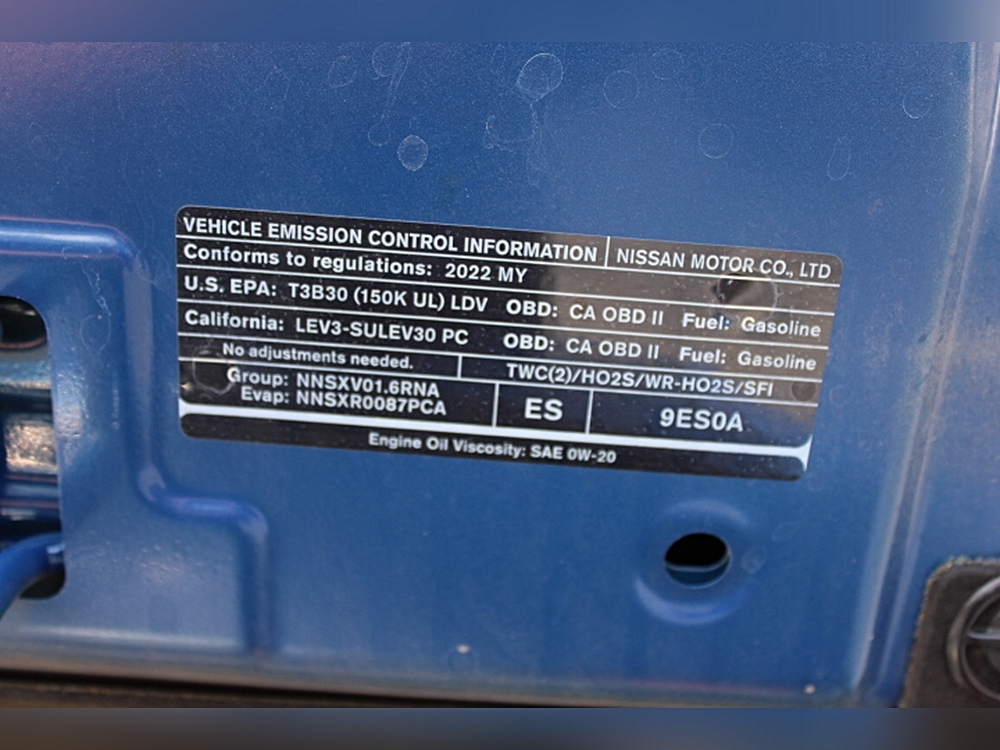 VEHICLE EMISSION CONTROL INFORMATION NISSAN MOTOR CO., LTD
Conforms to regulations: 2022 MY
U.S. EPA: T3B30 (150K UL) LDV OBD: CA OBD II Fuel: Gasoline
California: LEV3-SULEV30 PC OBD: CA OBD II Fuel: Gasoline
No adjustments needed. TWC(2)/HO2S/WR-HO2S/SFI
Group: NNSXV01.6RNA
Evap: NNSXR0087PCA
ES 9ES0A
Engine Oil Viscosity: SAE 0W-20